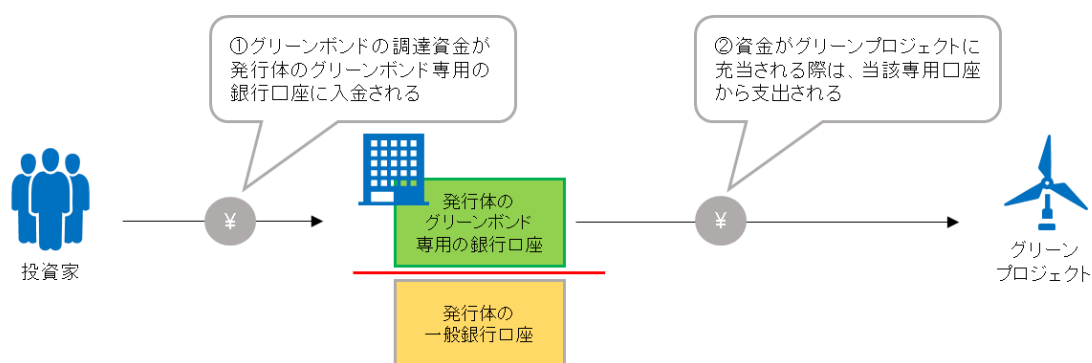 ①グリーンボンドの調達資金が
発行体のグリーンボンド専用の
銀行口座に入金される
②資金がグリーンプロジェクトに
充当される際は、当該専用口座
から支出される
¥
¥
発行体の
グリーンボンド
専用の銀行口座
投資家
グリーン
プロジェクト
発行体の
一般銀行口座